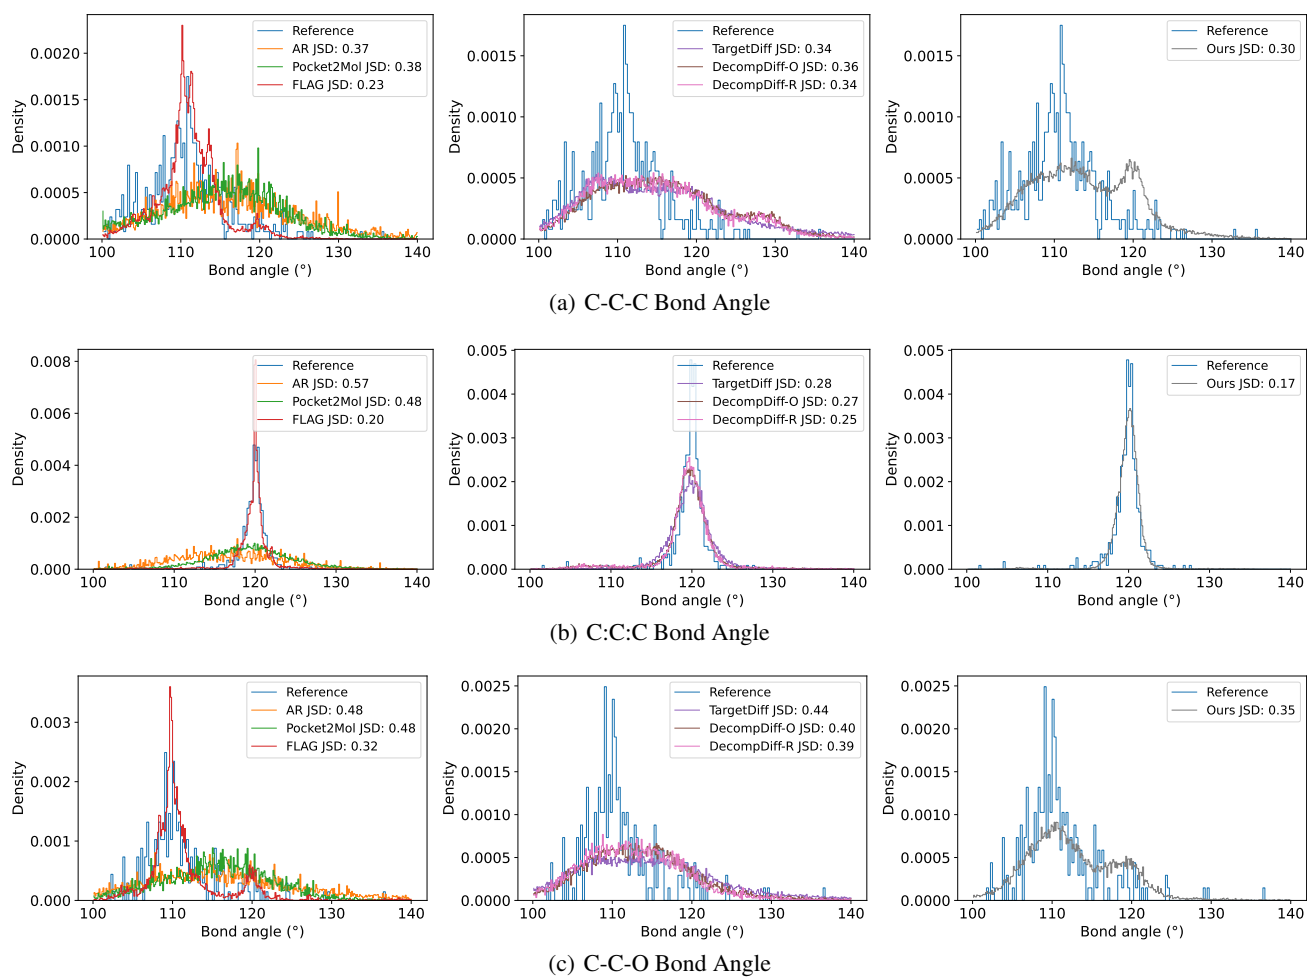 Reference
AR JSD: 0.37
Pocket2Mol JSD: 0.38
FLAG JSD: 0.23
0.0020
0.0015
0.0010
0.0005
0.0000
Density
100 110 120 130 140
Bond angle (°)
Reference
TargetDiff JSD: 0.34
DecompDiff-O JSD: 0.36
DecompDiff-R JSD: 0.34
0.0015
0.0010
0.0005
0.0000
Density
100 110 120 130 140
Bond angle (°)
Reference
Ours JSD: 0.30
0.0015
0.0010
0.0005
0.0000
Density
100 110 120 130 140
Bond angle (°)
(a) C-C-C Bond Angle
Reference
AR JSD: 0.57
Pocket2Mol JSD: 0.48
FLAG JSD: 0.20
0.008
0.006
0.004
0.002
0.000
Density
100 110 120 130 140
Bond angle (°)
Reference
TargetDiff JSD: 0.28
DecompDiff-O JSD: 0.27
DecompDiff-R JSD: 0.25
0.005
0.004
0.003
0.002
0.001
0.000
Density
100 110 120 130 140
Bond angle (°)
Reference
Ours JSD: 0.17
0.005
0.004
0.003
0.002
0.001
0.000
Density
100 110 120 130 140
Bond angle (°)
(b) C:C:C Bond Angle
Reference
AR JSD: 0.48
Pocket2Mol JSD: 0.48
FLAG JSD: 0.32
0.003
0.002
0.001
0.000
Density
100 110 120 130 140
Bond angle (°)
Reference
TargetDiff JSD: 0.44
DecompDiff-O JSD: 0.40
DecompDiff-R JSD: 0.39
0.0025
0.0020
0.0015
0.0010
0.0005
0.0000
Density
100 110 120 130 140
Bond angle (°)
Reference
Ours JSD: 0.35
0.0025
0.0020
0.0015
0.0010
0.0005
0.0000
Density
100 110 120 130 140
Bond angle (°)
(c) C-C-O Bond Angle